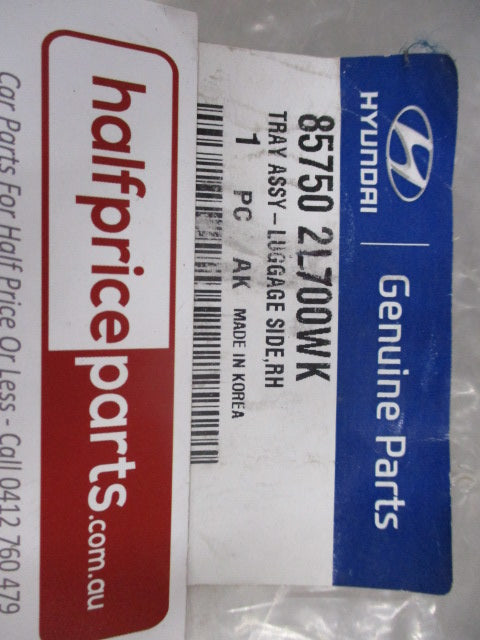 HYUNDAI
Genuine Parts
85750 2L700WK
TRAY ASSY-LUGGAGE SIDE,RH
1 PC AK MADE IN KOREA
halfpriceparts.com.au
Car Parts For Half Price Or Less - Call 0412 760 479